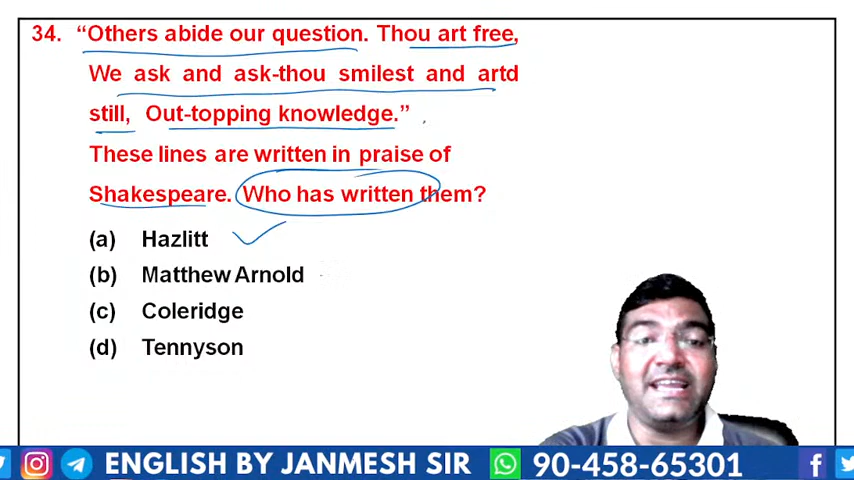 34. “Others abide our question. Thou art free,
We ask and ask-thou smilest and artd
still, Out-topping knowledge.”
These lines are written in praise of
Shakespeare. Who has written them?
(a) Hazlitt
(b) Matthew Arnold
(c) Coleridge
(d) Tennyson
ENGLISH BY JANMESH SIR 90-458-65301